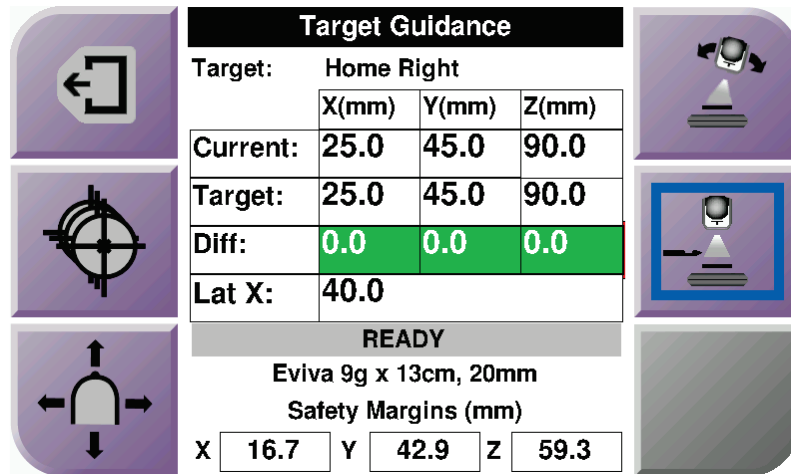 Target Guidance
Target: Home Right
X(mm) Y(mm) Z(mm)
Current: 25.0 45.0 90.0
Target: 25.0 45.0 90.0
Diff: 0.0 0.0 0.0
Lat X: 40.0
READY
Eviva 9g x 13cm, 20mm
Safety Margins (mm)
X 16.7 Y 42.9 Z 59.3